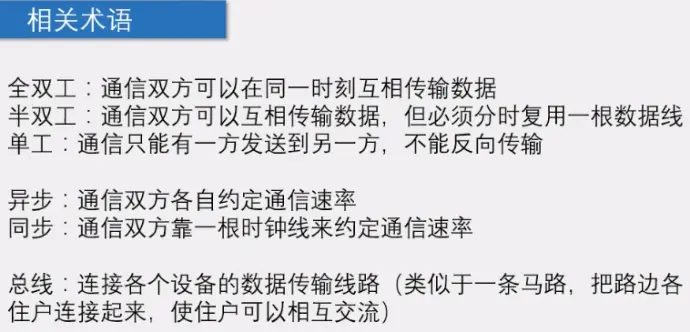 相关术语
全双工：通信双方可以在同一时刻互相传输数据
半双工：通信双方可以互相传输数据，但必须分时复用一根数据线
单工：通信只能有一方发送到另一方，不能反向传输
异步：通信双方各自约定通信速率
同步：通信双方靠一根时钟线来约定通信速率
总线：连接各个设备的数据传输线路（类似于一条马路，把路边各
住户连接起来，使住户可以相互交流）